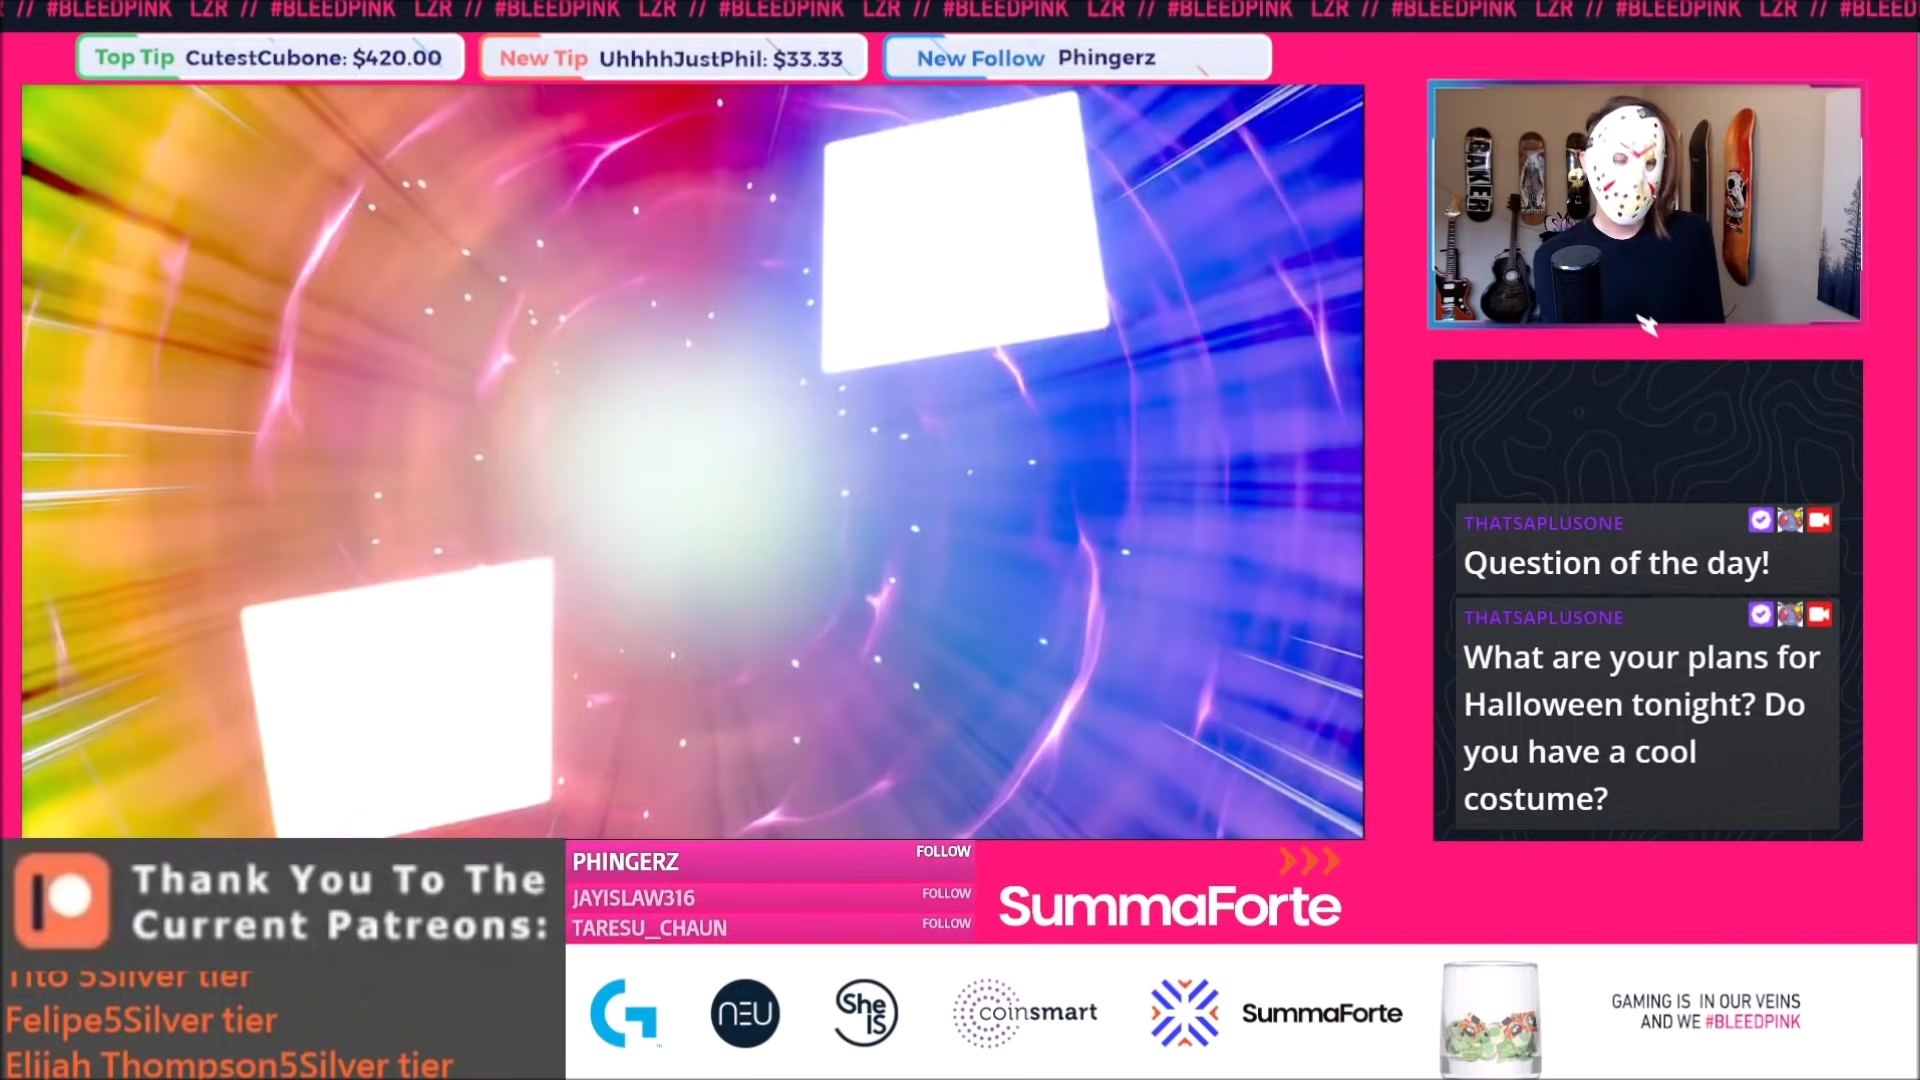 // #BLEEDPINK LZR // #BLEEDPINK LZR // #BLEEDPINK LZR // #BLEEDPINK LZR // #BLEEDPINK LZR // #BLEEDPINK LZR // #BLEEDPINK LZR // #BLEEDPINK LZR // #BLEED
Top Tip CutestCubone: $420.00
New Tip UhhhhJustPhil: $33.33
New Follow Phingerz
BAKER
THATSAPLUSONE
Question of the day!
THATSAPLUSONE
What are your plans for
Halloween tonight? Do
you have a cool
costume?
Thank You To The
Current Patreons:
Tito 5Silver tier
Felipe5Silver tier
Elijah Thompson5Silver tier
PHINGERZ FOLLOW
JAYISLAW316 FOLLOW
TARESU_CHAUN FOLLOW
SummaForte
G
NEU
She
IS
coinsmart
SummaForte
GAMING IS IN OUR VEINS
AND WE #BLEEDPINK